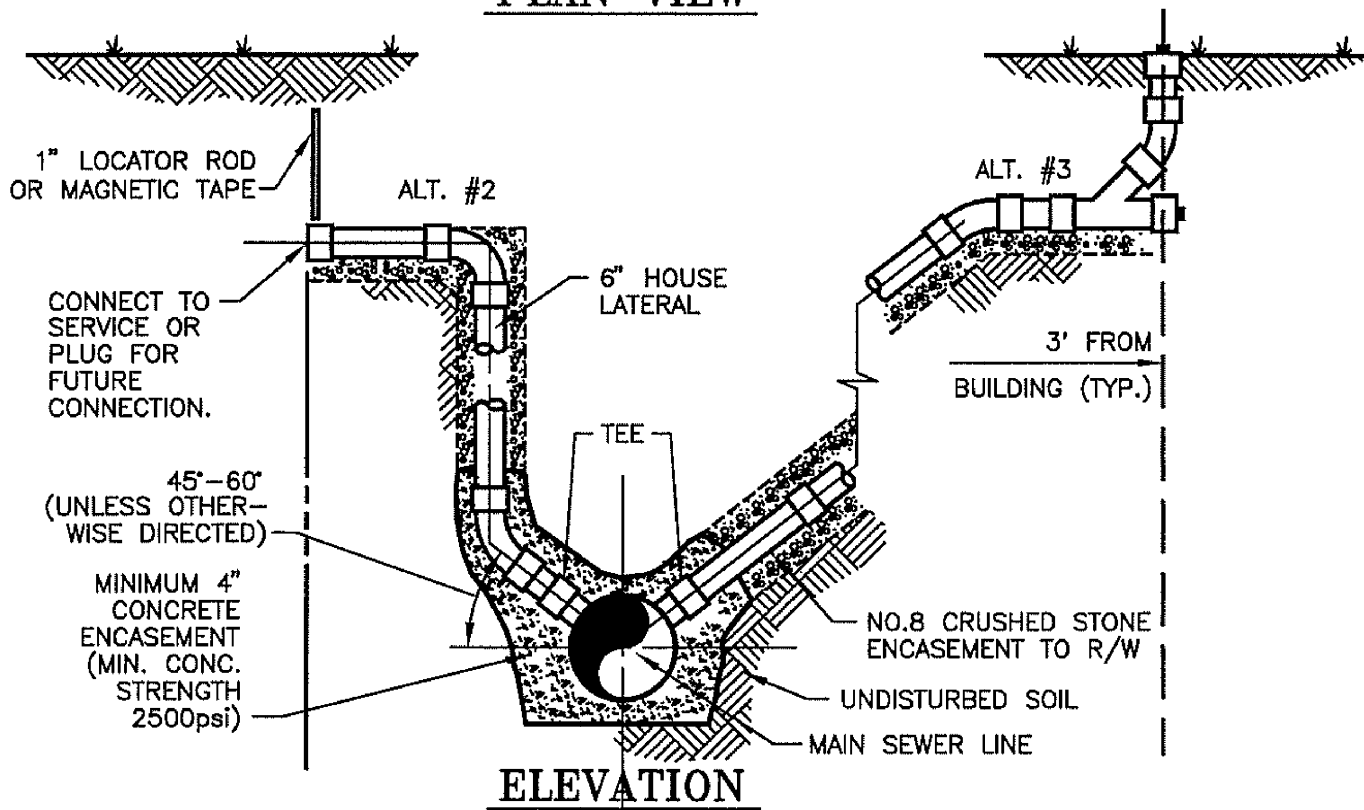 PLAN VIEW
1" LOCATOR ROD
OR MAGNETIC TAPE
ALT. #2
ALT. #3
CONNECT TO
SERVICE OR
PLUG FOR
FUTURE
CONNECTION.
6" HOUSE
LATERAL
3' FROM
BUILDING (TYP.)
TEE
45°-60°
(UNLESS OTHER-
WISE DIRECTED)
MINIMUM 4"
CONCRETE
ENCASEMENT
(MIN. CONC.
STRENGTH
2500psi)
NO.8 CRUSHED STONE
ENCASEMENT TO R/W
UNDISTURBED SOIL
MAIN SEWER LINE
ELEVATION